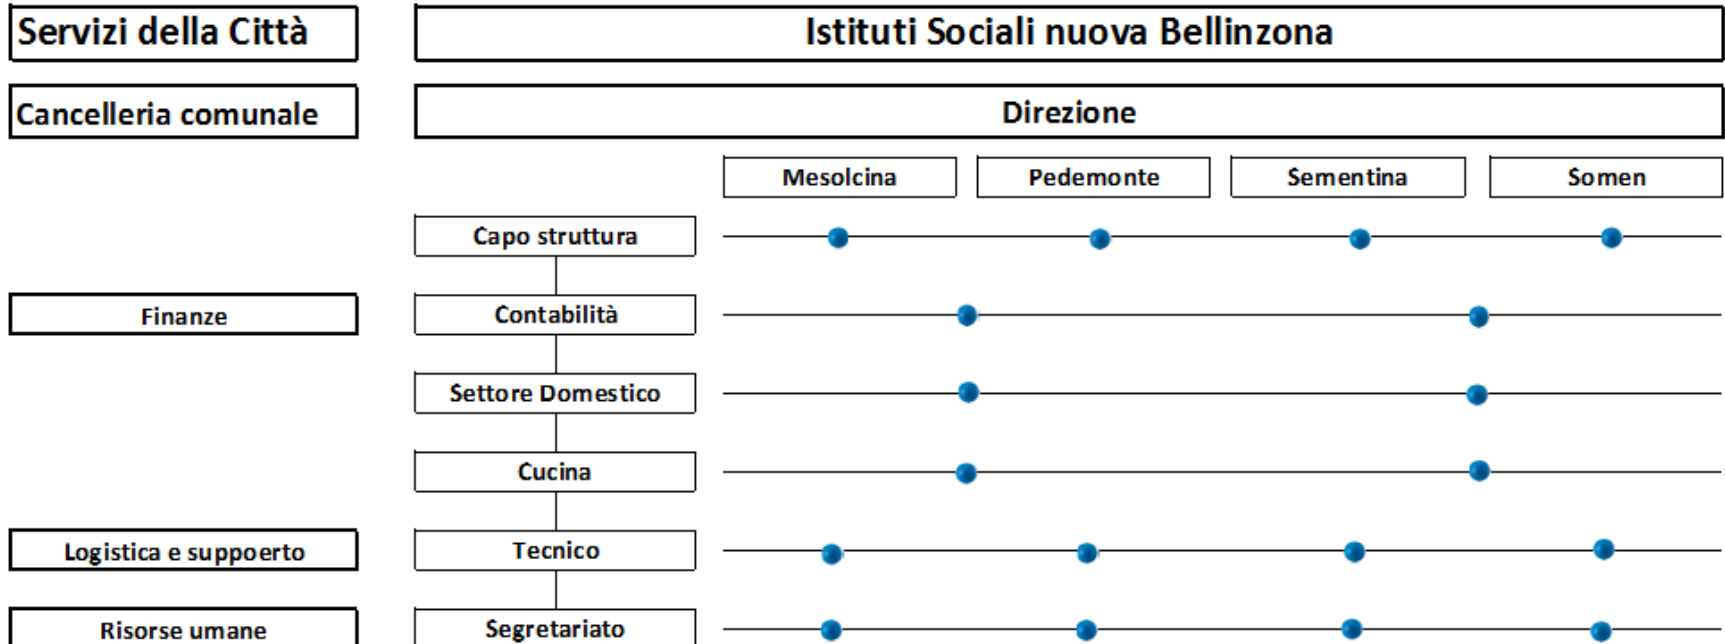 Servizi della Città
Istituti Sociali nuova Bellinzona
Cancelleria comunale
Direzione
Mesolcina
Pedemonte
Sementina
Somen
Capo struttura
Finanze
Contabilità
Settore Domestico
Cucina
Logistica e suppoerto
Tecnico
Risorse umane
Segretariato